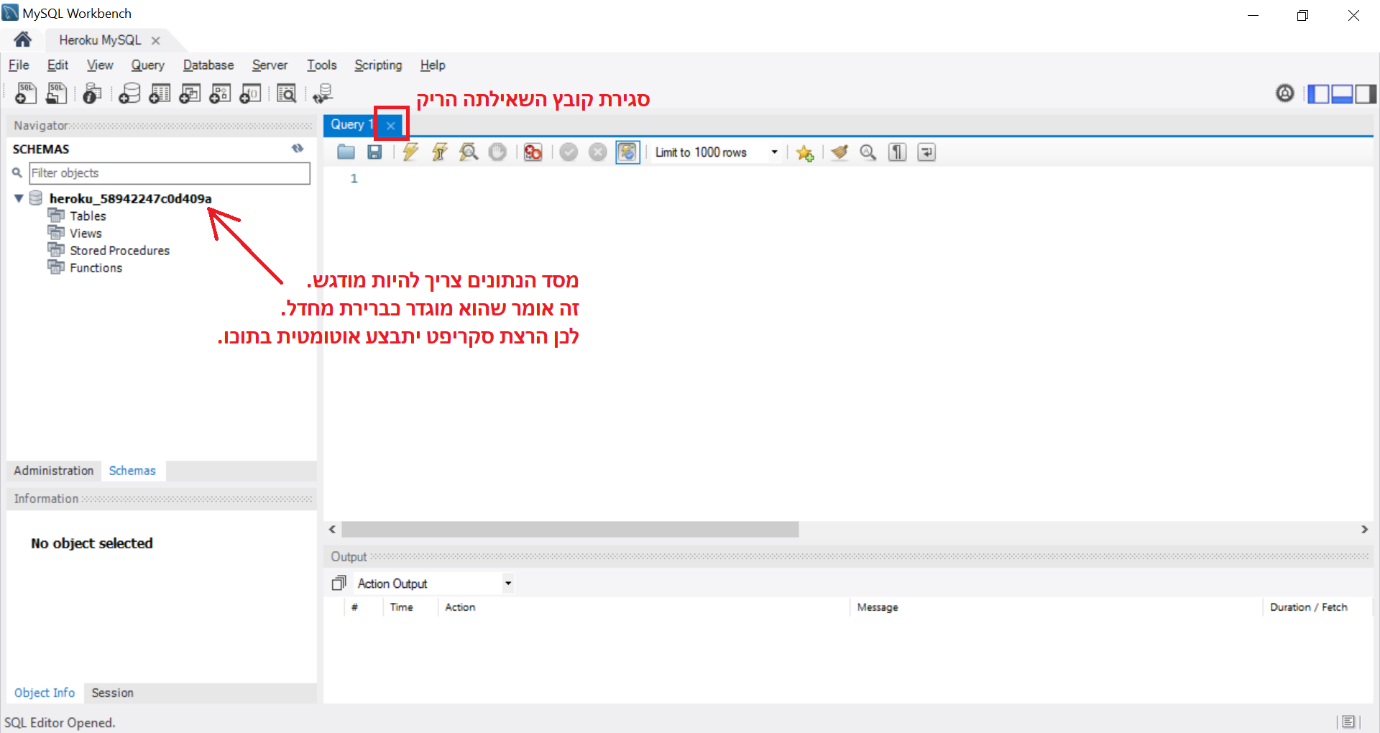 MySQL Workbench
Heroku MySQL
File Edit View Query Database Server Tools Scripting Help
סגירת קובץ השאילתה הריק
Navigator
SCHEMAS
Filter objects
heroku_58942247c0d409a
Tables
Views
Stored Procedures
Functions
Query 1
Limit to 1000 rows
1
מסד הנתונים צריך להיות מודגש.
זה אומר שהוא מוגדר כברירת מחדל.
לכן הרצת סקריפט יתבצע אוטומטית בתוכו.
Administration Schemas
Information
No object selected
Output
Action Output
# Time Action Message Duration / Fetch
Object Info Session
SQL Editor Opened.